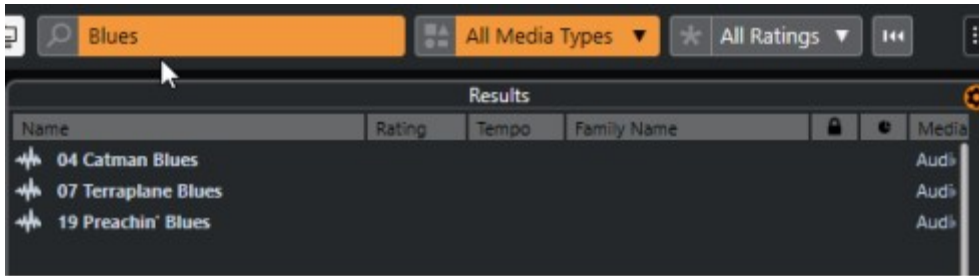 Blues All Media Types All Ratings
Results
Name Rating Tempo Family Name Media
04 Catman Blues Audi
07 Terraplane Blues Audi
19 Preachin' Blues Audi